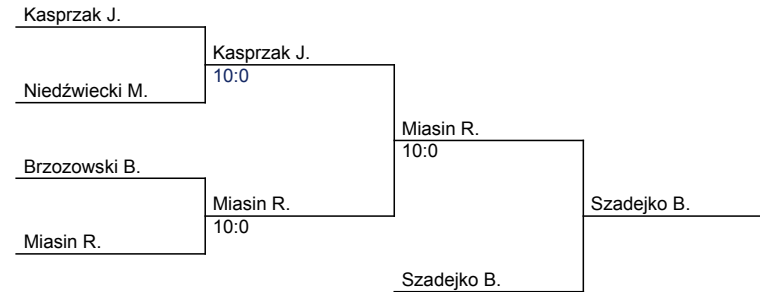 Kasprzak J.
Kasprzak J.
10:0
Niedźwiecki M.
Miasin R.
10:0
Brzozowski B.
Miasin R.
10:0
Szadejko B.
Miasin R.
Szadejko B.